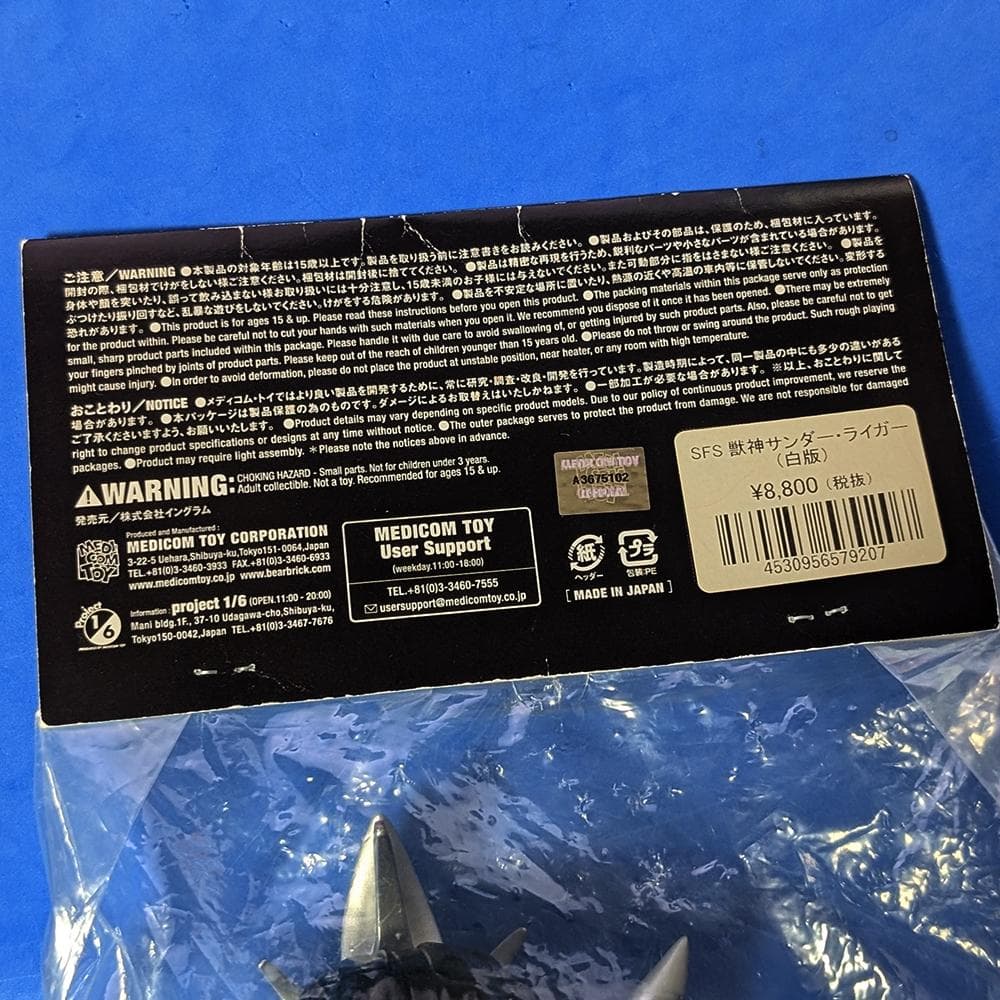 ご注意／WARNING ●本製品の対象年齢は15歳以上です。製品を取り扱う前に注意書きをお読みください。 ●製品およびその部品は、保護のため、梱包材に入っています。
開封の際、梱包材でけがをしない様ご注意ください。梱包材は開封後に捨ててください。 ●製品は精密な再現を行うため、鋭利なパーツや小さなパーツが含まれている場合があります。
身体や顔を突いたり、誤って飲み込まない様お取り扱いには十分注意し、15歳未満のお子様には与えないでください。また可動部分に指をはさまない様ご注意ください。 ●製品を
ぶつけたり振り回すなど、乱暴な遊びをしないでください。けがをする危険があります。 ●製品を不安定な場所に置いたり、熱源の近くや高温の車内等に保管しないでください。変形する
恐れがあります。 ●This product is for ages 15 & up. Please read these instructions before you open this product. ●The packing materials within this package serve only as protection
for the product within. Please be careful not to cut your hands with such materials when you open it. We recommend you dispose of it once it has been opened. ●There may be extremely
small, sharp product parts included within this package. Please handle it with due care to avoid swallowing of, or getting injured by such product parts. Also, please be careful not to get
your fingers pinched by joints of product parts. Please keep out of the reach of children younger than 15 years old. ●Please do not throw or swing around the product. Such rough playing
might cause injury. ●In order to avoid deformation, please do not place the product at unstable position, near heater, or any room with high temperature.
おことわり／NOTICE ●メディコム・トイではより良い製品を開発するために、常に研究・調査・改良・開発を行っています。製造時期によって、同一製品の中にも多少の違いがある
場合があります。 ●本パッケージは製品保護の為のものです。ダメージによるお取替えはいたしかねます。 ●一部加工が必要な場合があります。 ※以上、おことわりに関して
ご了承くださいますよう、お願いいたします。 ●Product details may vary depending on specific product models. Due to our policy of continuous product improvement, we reserve the
right to change product specifications or designs at any time without notice. ●The outer package serves to protect the product from damage. We are not responsible for damaged
packages. ●Product may require light assembly. ＊Please note the notices above in advance.
⚠WARNING: CHOKING HAZARD - Small parts. Not for children under 3 years.
Adult collectible. Not a toy. Recommended for ages 15 & up.
発売元／株式会社イングラム
MEDI COM TOY
Produced and Manufactured :
MEDICOM TOY CORPORATION
3-22-5 Uehara,Shibuya-ku,Tokyo151-0064,Japan
TEL.+81(0)3-3460-3933 FAX.+81(0)3-3460-6933
www.medicomtoy.co.jp www.bearbrick.com
Project 1/6
Information : project 1/6 (OPEN.11:00 - 20:00)
Mani bldg.1F., 37-10 Udagawa-cho,Shibuya-ku,
Tokyo150-0042,Japan TEL.+81(0)3-3467-7676
MEDICOM TOY
User Support
(weekday.11:00-18:00)
TEL.+81(0)3-3460-7555
usersupport@medicomtoy.co.jp
MEDICOM TOY
A3675102
OFFICIAL
紙
ヘッダー
プラ
包装:PE
[ MADE IN JAPAN ]
SFS 獣神サンダー・ライガー
(白版)
¥8,800 (税抜)
4530956579207